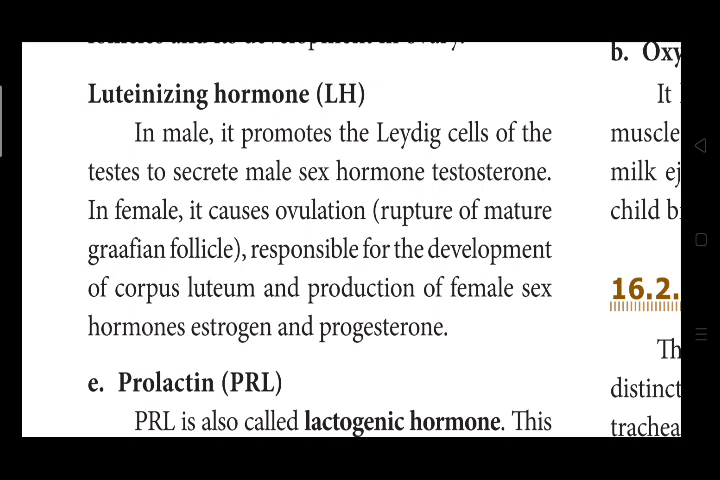 Luteinizing hormone (LH)
In male, it promotes the Leydig cells of the
testes to secrete male sex hormone testosterone.
In female, it causes ovulation (rupture of mature
graafian follicle), responsible for the development
of corpus luteum and production of female sex
hormones estrogen and progesterone.
e. Prolactin (PRL)
PRL is also called lactogenic hormone. This
b. Oxy
It
muscle
milk ej
child b
16.2.
Th
distinct
trachea